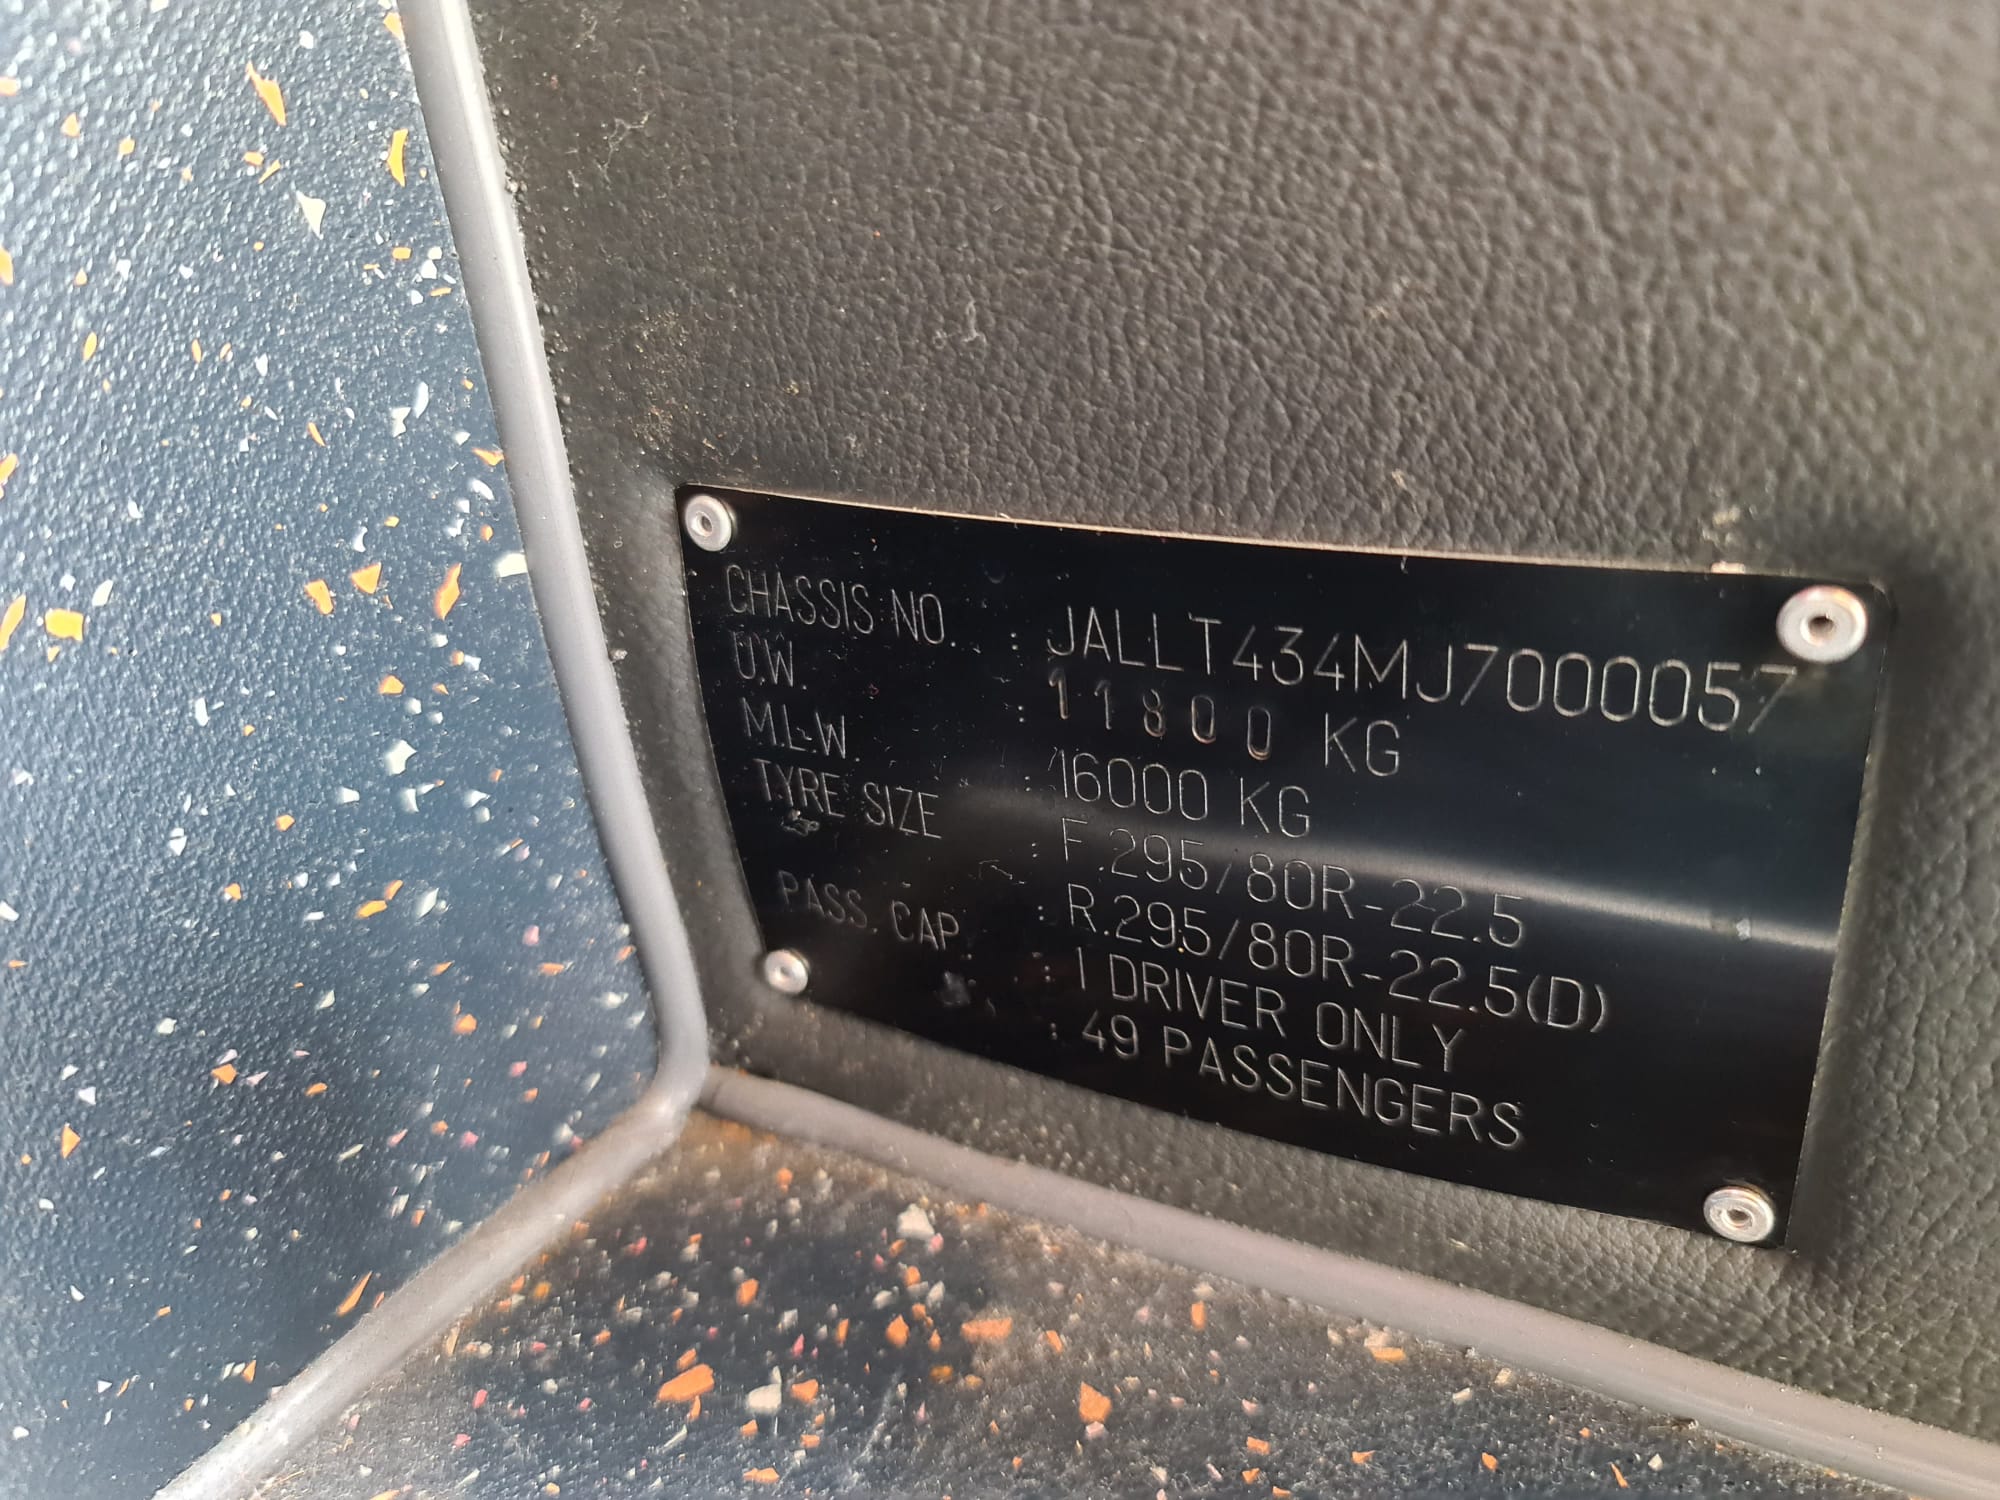 CHASSIS NO. : JALLT434MJ7000057
U.W. : 11800 KG
M.L.W. : 16000 KG
TYRE SIZE : F.295/80R-22.5
: R.295/80R-22.5(D)
PASS. CAP. : 1 DRIVER ONLY
: 49 PASSENGERS